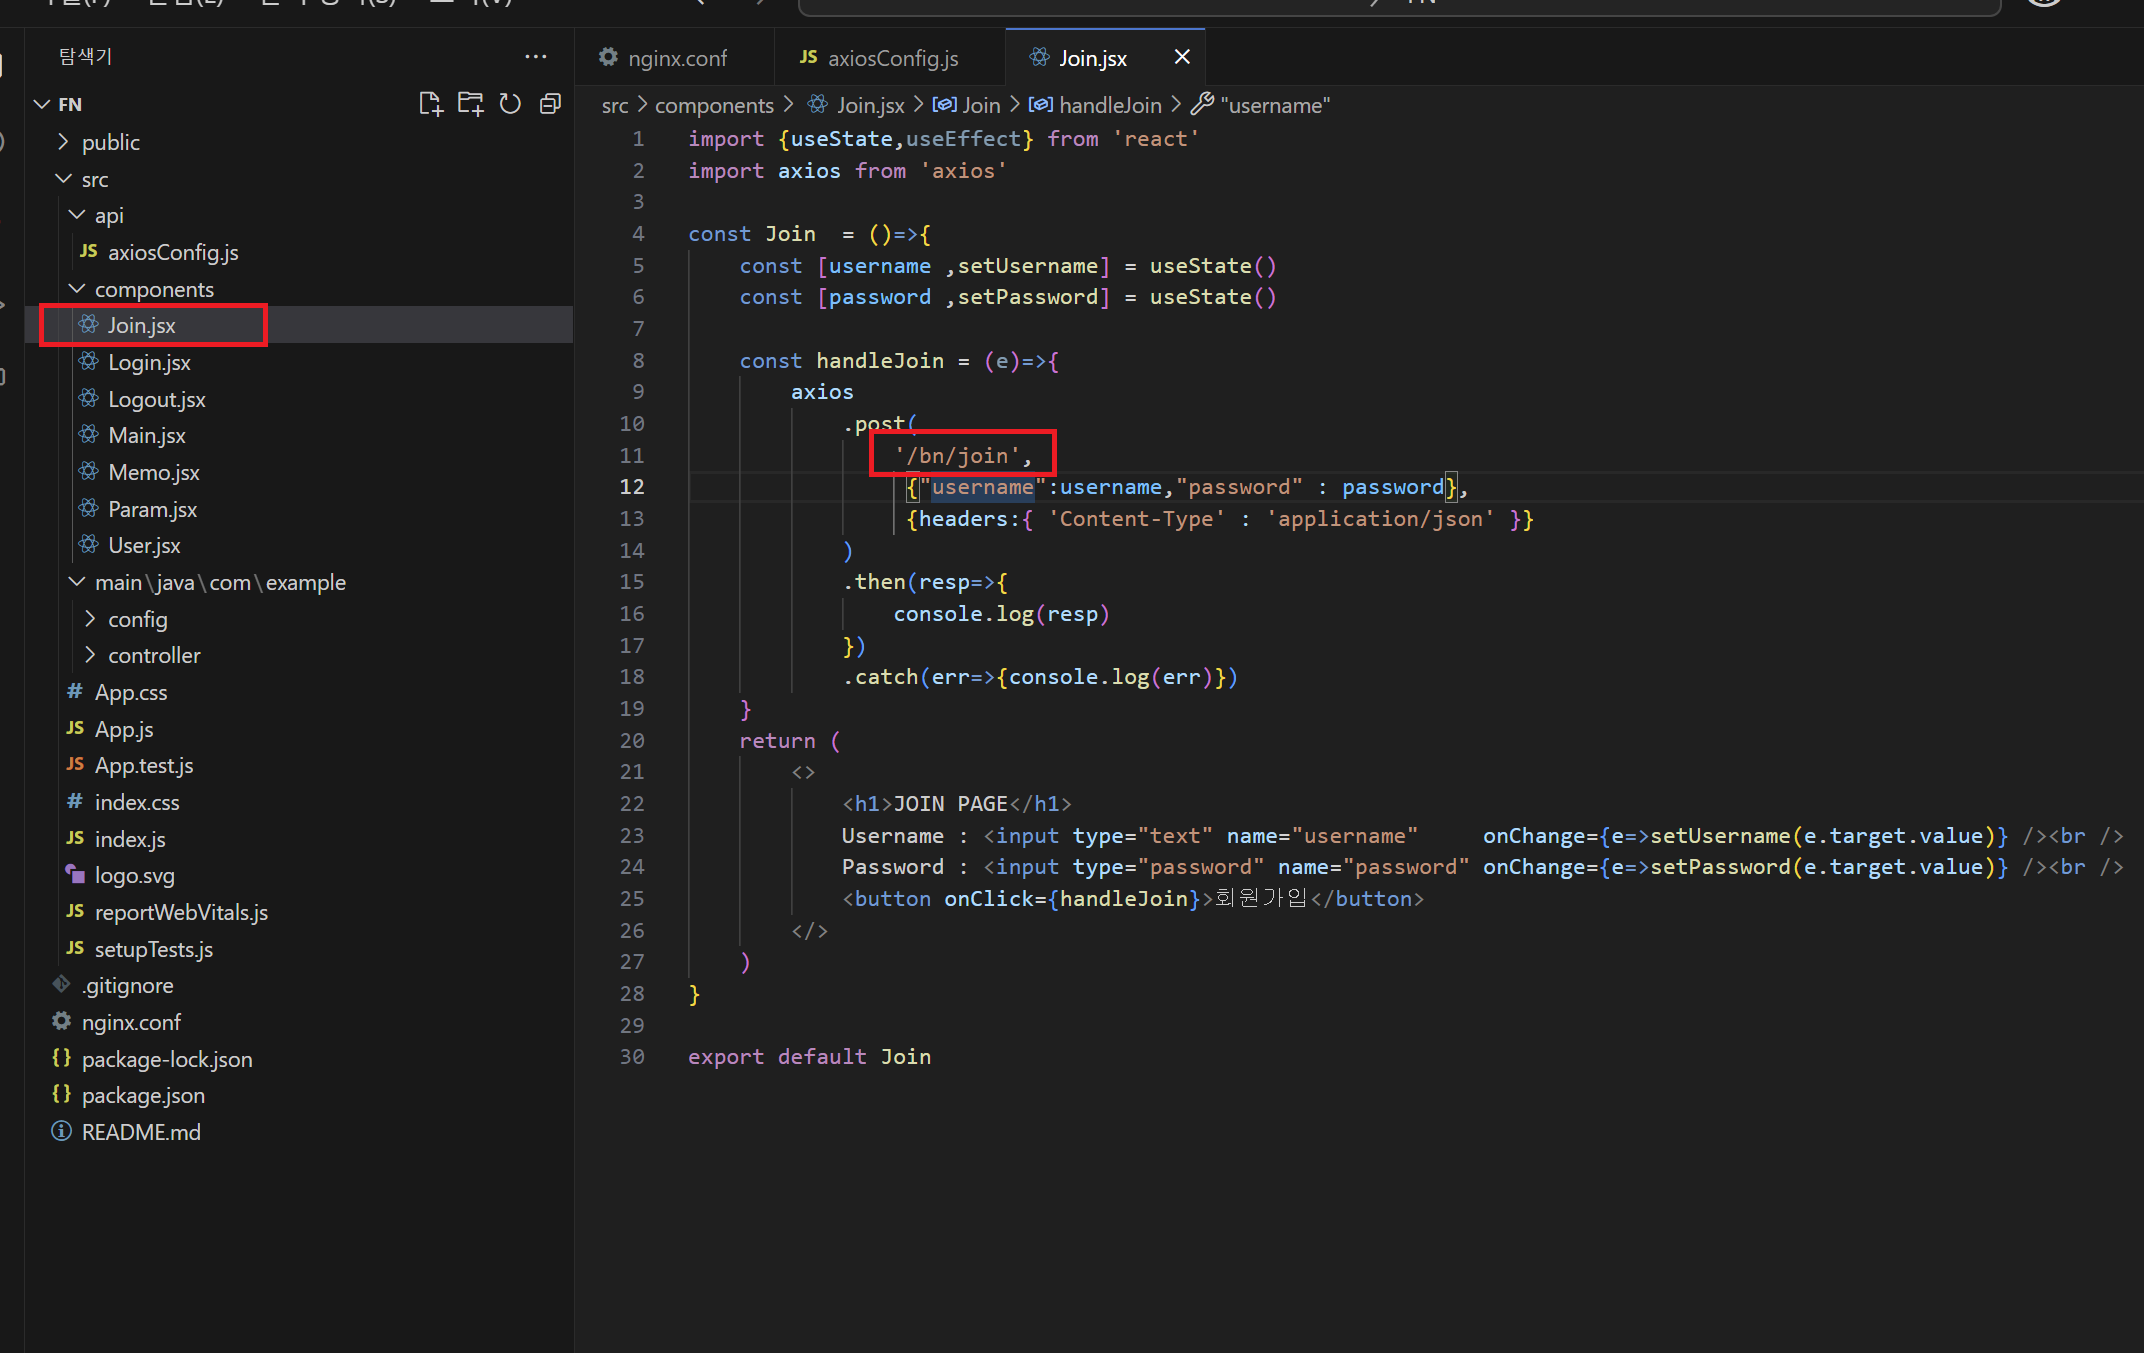 탐색기
FN
public
src
api
axiosConfig.js
components
Join.jsx
Login.jsx
Logout.jsx
Main.jsx
Memo.jsx
Param.jsx
User.jsx
main\java\com\example
config
controller
App.css
App.js
App.test.js
index.css
index.js
logo.svg
reportWebVitals.js
setupTests.js
.gitignore
nginx.conf
package-lock.json
package.json
README.md
nginx.conf
JS axiosConfig.js
Join.jsx
src > components > Join.jsx > Join > handleJoin > "username"
1 import {useState,useEffect} from 'react'
2 import axios from 'axios'
3
4 const Join  = ()=>{
5     const [username ,setUsername] = useState()
6     const [password ,setPassword] = useState()
7
8     const handleJoin = (e)=>{
9         axios
10             .post(
11                 '/bn/join',
12                  {"username":username,"password" : password},
13                  {headers:{ 'Content-Type' : 'application/json' }}
14             )
15             .then(resp=>{
16                 console.log(resp)
17             })
18             .catch(err=>{console.log(err)})
19     }
20     return (
21         <>
22             <h1>JOIN PAGE</h1>
23             Username : <input type="text" name="username"     onChange={e=>setUsername(e.target.value)} /><br />
24             Password : <input type="password" name="password" onChange={e=>setPassword(e.target.value)} /><br />
25             <button onClick={handleJoin}>회원가입</button>
26         </>
27     )
28 }
29
30 export default Join